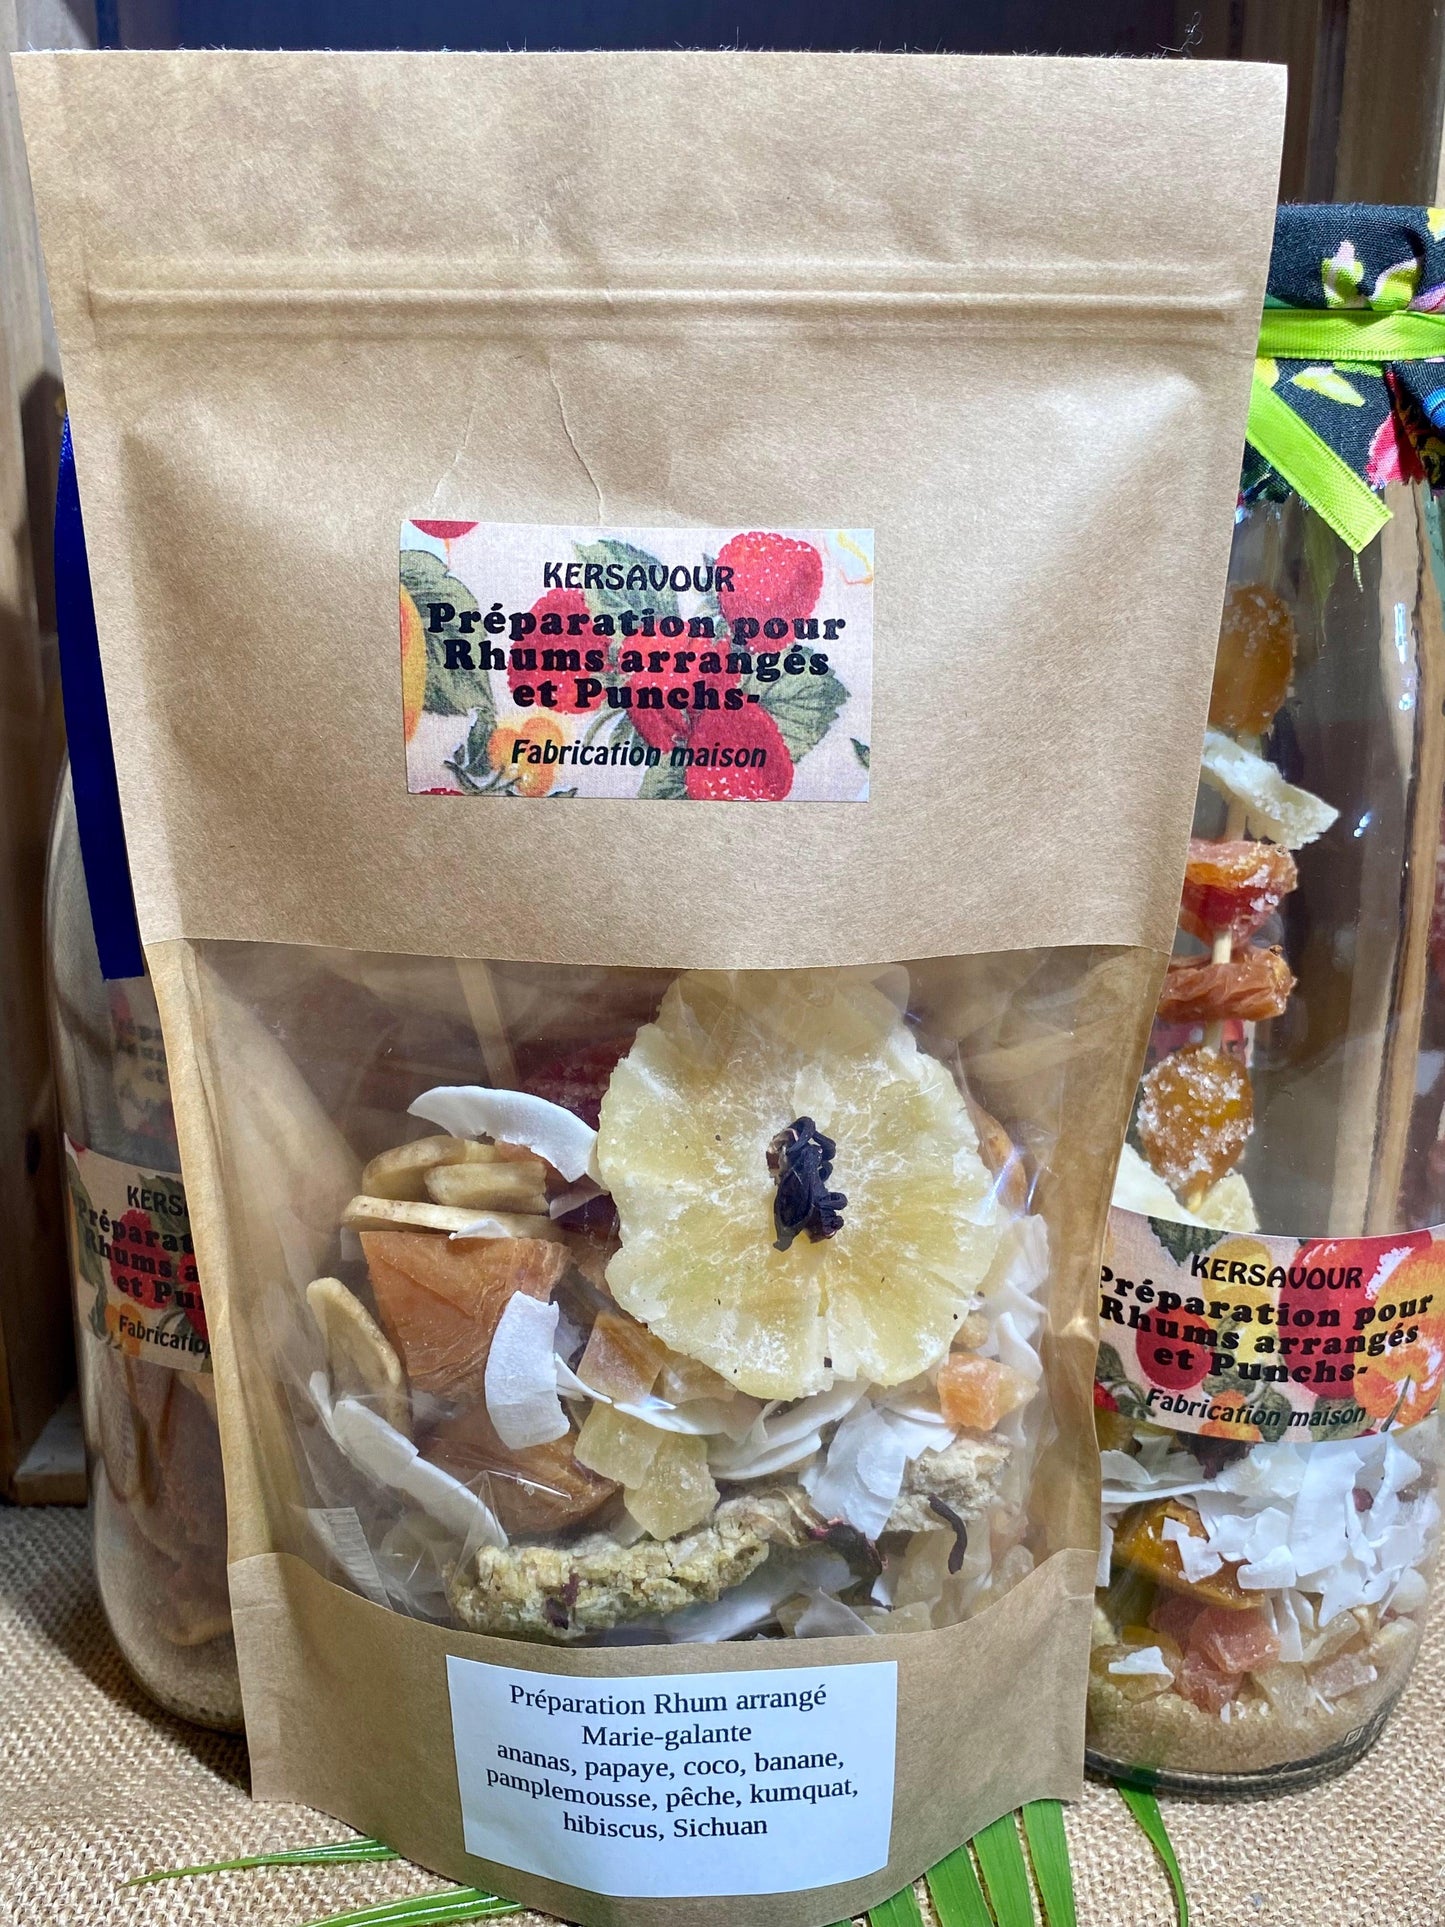 KERSAVOUR
Préparation pour
Rhums arrangés
et Punchs-
Fabrication maison
Préparation Rhum arrangé
Marie-galante
ananas, papaye, coco, banane,
pamplemousse, pêche, kumquat,
hibiscus, Sichuan
KERSAVOUR
Préparation pour
Rhums arrangés
et Punchs-
Fabrication maison